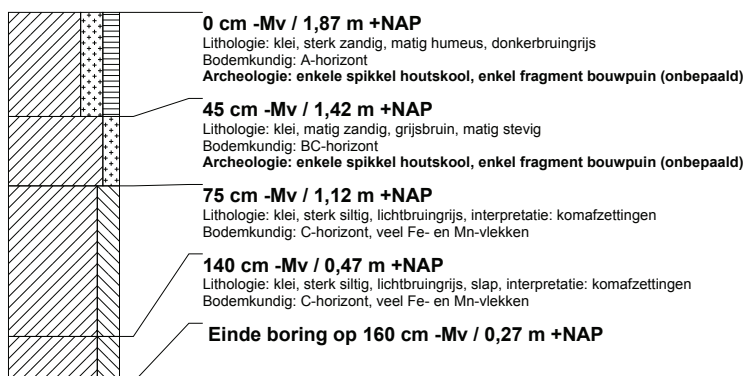 0 cm -Mv / 1,87 m +NAP
Lithologie: klei, sterk zandig, matig humeus, donkerbruingrijs
Bodemkundig: A-horizont
Archeologie: enkele spikkel houtskool, enkel fragment bouwpuin (onbepaald)
45 cm -Mv / 1,42 m +NAP
Lithologie: klei, matig zandig, grijsbruin, matig stevig
Bodemkundig: BC-horizont
Archeologie: enkele spikkel houtskool, enkel fragment bouwpuin (onbepaald)
75 cm -Mv / 1,12 m +NAP
Lithologie: klei, sterk siltig, lichtbruingrijs, interpretatie: komafzettingen
Bodemkundig: C-horizont, veel Fe- en Mn-vlekken
140 cm -Mv / 0,47 m +NAP
Lithologie: klei, sterk siltig, lichtbruingrijs, slap, interpretatie: komafzettingen
Bodemkundig: C-horizont, veel Fe- en Mn-vlekken
Einde boring op 160 cm -Mv / 0,27 m +NAP